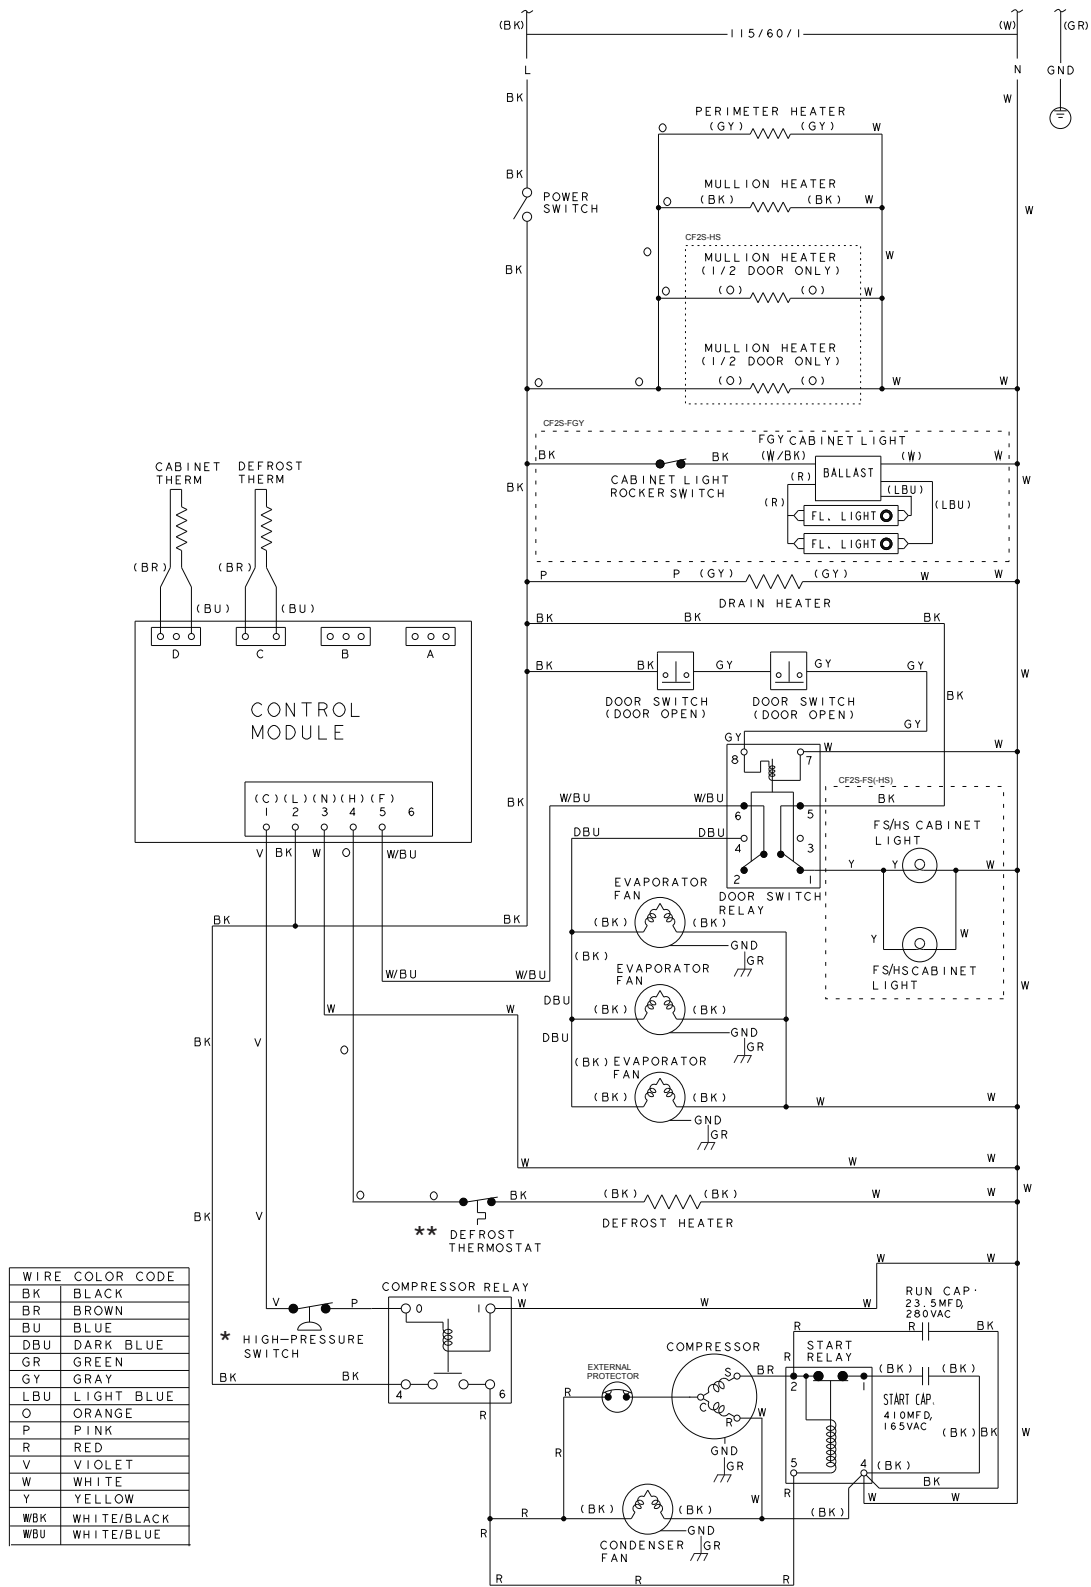 (BK)
115/60/1
(W)
(GR)
L
N
GND
BK
W
PERIMETER HEATER
O
(GY)
(GY)
W
BK
POWER
SWITCH
MULLION HEATER
O
(BK)
(BK)
W
W
CF2S-HS
O
W
BK
MULLION HEATER
(1/2 DOOR ONLY)
O
(O)
(O)
W
MULLION HEATER
(1/2 DOOR ONLY)
O
O
(O)
(O)
W
W
CF2S-FGY
FGY CABINET LIGHT
BK
BK
(W/BK)
(W)
W
CABINET LIGHT
ROCKER SWITCH
BALLAST
(R)
(LBU)
(R)
(LBU)
FL. LIGHT
FL. LIGHT
BK
W
CABINET
THERM
DEFROST
THERM
(BR)
(BR)
(BU)
(BU)
P
P
(GY)
(GY)
W
W
DRAIN HEATER
D
C
B
A
CONTROL
MODULE
(C)
(L)
(N)
(H)
(F)
1
2
3
4
5
6
V
BK
W
O
W/BU
BK
BK
BK
BK
BK
GY
GY
GY
W
DOOR SWITCH
(DOOR OPEN)
DOOR SWITCH
(DOOR OPEN)
BK
GY
GY
8
7
W
W
BK
W/BU
W/BU
6
5
BK
CF2S-FS(-HS)
DBU
DBU
4
3
2
1
FS/HS CABINET
LIGHT
Y
Y
W
DOOR SWITCH
RELAY
Y
W
FS/HS CABINET
LIGHT
W
BK
BK
EVAPORATOR
FAN
(BK)
(BK)
GND
GR
(BK)
W/BU
W/BU
EVAPORATOR
FAN
DBU
(BK)
(BK)
GND
GR
DBU
W
W
BK
V
O
(BK)
EVAPORATOR
FAN
(BK)
(BK)
W
W
GND
GR
W
W
W
O
O
BK
(BK)
(BK)
W
W
W
** DEFROST
THERMOSTAT
DEFROST HEATER
BK
V
W
W
WIRE COLOR CODE
BK BLACK
BR BROWN
BU BLUE
DBU DARK BLUE
GR GREEN
GY GRAY
LBU LIGHT BLUE
O ORANGE
P PINK
R RED
V VIOLET
W WHITE
Y YELLOW
WBK WHITE/BLACK
WBU WHITE/BLUE
COMPRESSOR RELAY
V
P
0
1
W
W
W
* HIGH-PRESSURE
SWITCH
BK
BK
4
6
R
RUN CAP.
23.5MFD,
280VAC
R
BK
COMPRESSOR
START
RELAY
EXTERNAL
PROTECTOR
R
C
S
R
BR
R
2
1
(BK)
(BK)
START CAP.
410MFD,
165VAC
W
(BK)
BK
W
GND
GR
R
5
4
(BK)
BK
R
W
W
W
R
(BK)
(BK)
(BK)
GND
GR
CONDENSER
FAN
R
R
R
R